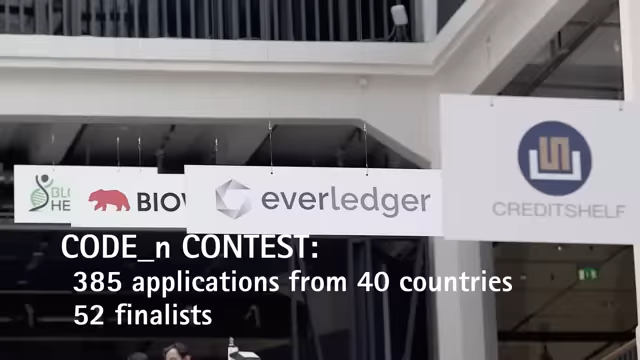 everledger
CREDITSHELF
CODE_n CONTEST:
385 applications from 40 countries
52 finalists